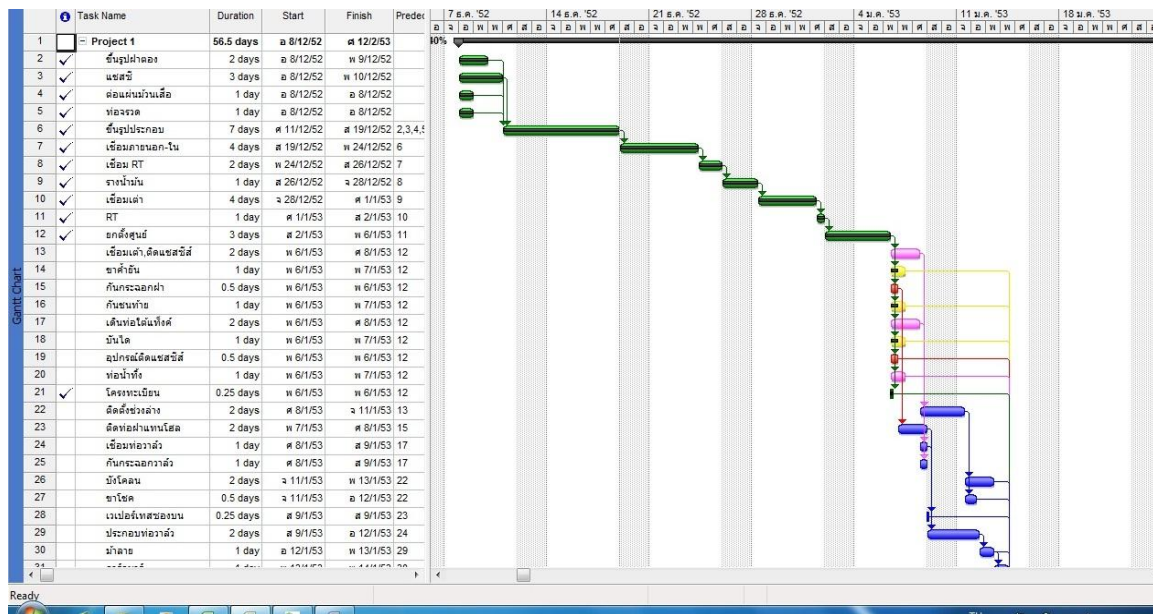 Task Name Duration Start Finish Predec 7 ธ.ค. '52 14 ธ.ค. '52 21 ธ.ค. '52 28 ธ.ค. '52 4 ม.ค. '53 11 ม.ค. '53 18 ม.ค. '53
1 Project 1 56.5 days อ 8/12/52 ศ 12/2/53 40%
2 ขึ้นรูปฝาตอง 2 days อ 8/12/52 พ 9/12/52
3 แชสซี 3 days อ 8/12/52 พ 10/12/52
4 ต่อแผ่นม้วนเสื้อ 1 day อ 8/12/52 อ 8/12/52
5 ท่อจรวด 1 day อ 8/12/52 อ 8/12/52
6 ขึ้นรูปประกอบ 7 days ศ 11/12/52 ส 19/12/52 2,3,4,5
7 เชื่อมภายนอก-ใน 4 days ส 19/12/52 พ 24/12/52 6
8 เชื่อม RT 2 days พ 24/12/52 ส 26/12/52 7
9 รางน้ำมัน 1 day ส 26/12/52 จ 28/12/52 8
10 เชื่อมเต่า 4 days จ 28/12/52 ศ 1/1/53 9
11 RT 1 day ศ 1/1/53 ส 2/1/53 10
12 ยกตั้งศูนย์ 3 days ส 2/1/53 พ 6/1/53 11
13 เชื่อมเต้า,ติดแชสซีส์ 2 days พ 6/1/53 ศ 8/1/53 12
14 ขาค้ำยัน 1 day พ 6/1/53 พ 7/1/53 12
15 กันกระฉอกฝา 0.5 days พ 6/1/53 พ 6/1/53 12
16 กันชนท้าย 1 day พ 6/1/53 พ 7/1/53 12
17 เดินท่อใต้แท็งค์ 2 days พ 6/1/53 ศ 8/1/53 12
18 บันได 1 day พ 6/1/53 พ 7/1/53 12
19 อุปกรณ์ติดแชสซีส์ 0.5 days พ 6/1/53 พ 6/1/53 12
20 ท่อน้ำทิ้ง 1 day พ 6/1/53 พ 7/1/53 12
21 โครงทะเบียน 0.25 days พ 6/1/53 พ 6/1/53 12
22 ติดตั้งช่วงล่าง 2 days ศ 8/1/53 จ 11/1/53 13
23 ติดท่อฝาแทนโฮล 2 days พ 7/1/53 ศ 8/1/53 15
24 เชื่อมท่อวาล์ว 1 day ศ 8/1/53 ส 9/1/53 17
25 กันกระฉอกวาล์ว 1 day ศ 8/1/53 ส 9/1/53 17
26 บังโคลน 2 days จ 11/1/53 พ 13/1/53 22
27 ขาโชค 0.5 days จ 11/1/53 อ 12/1/53 22
28 เวเปอร์เทสซองบน 0.25 days ส 9/1/53 ส 9/1/53 23
29 ประกอบท่อวาล์ว 2 days ส 9/1/53 อ 12/1/53 24
30 ม้าลาย 1 day อ 12/1/53 พ 13/1/53 29
Gantt Chart
Ready